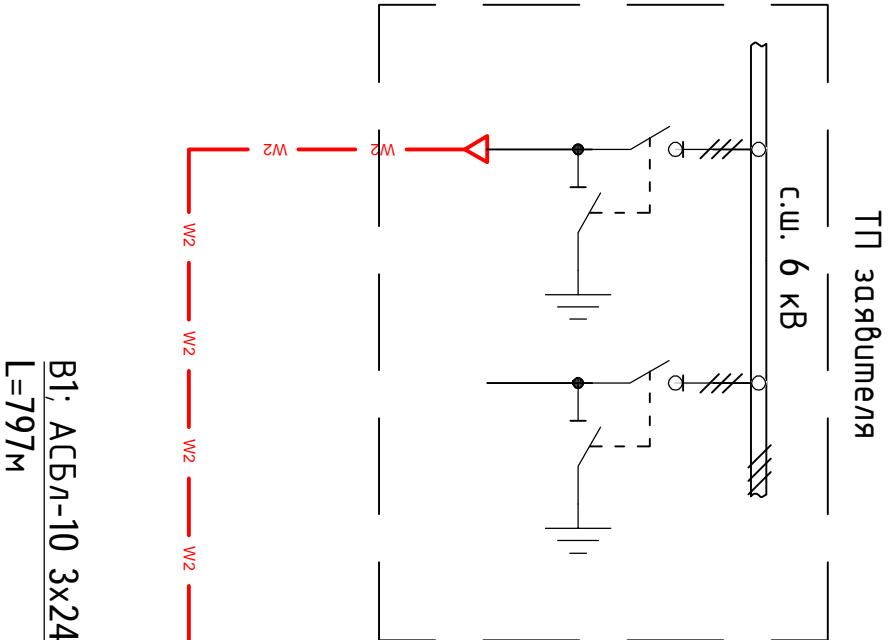 ТП заявителя
с.ш. 6 кВ
W2
W2
W2
W2
W2
W2
В1; АСБл-10 3х24
L=797м